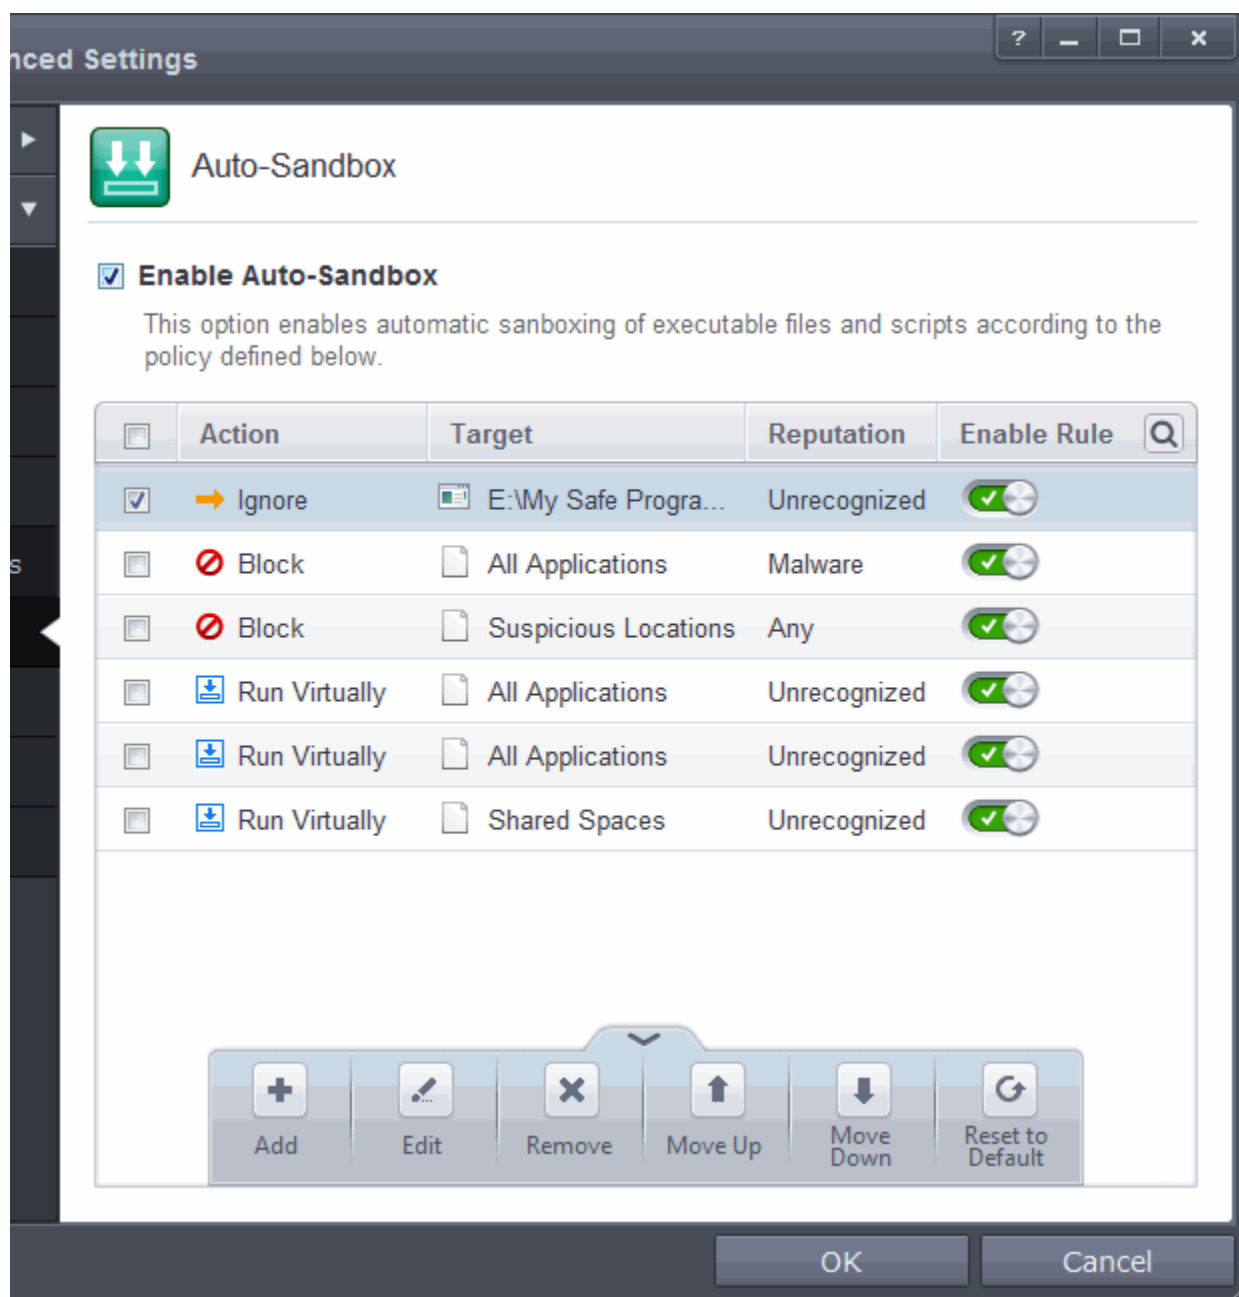 nced Settings
Auto-Sandbox
Enable Auto-Sandbox
This option enables automatic sanboxing of executable files and scripts according to the
policy defined below.
Action Target Reputation Enable Rule
Ignore E:\My Safe Progra... Unrecognized
Block All Applications Malware
s
Block Suspicious Locations Any
Run Virtually All Applications Unrecognized
Run Virtually All Applications Unrecognized
Run Virtually Shared Spaces Unrecognized
Add Edit Remove Move Up Move Down Reset to Default
OK Cancel